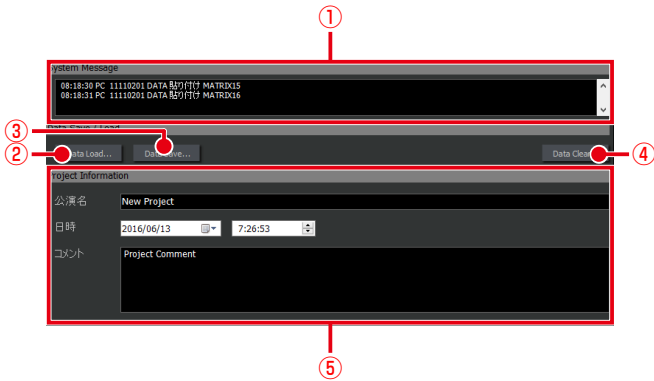 ①
System Message
08:18:30 PC 11110201 DATA 貼り付け MATRIX15
08:18:31 PC 11110201 DATA 貼り付け MATRIX16
③
Data Save / Load
②
Data Load...
Data Save...
Data Clear
④
Project Information
公演名
New Project
日時
2016/06/13
7:26:53
コメント
Project Comment
⑤